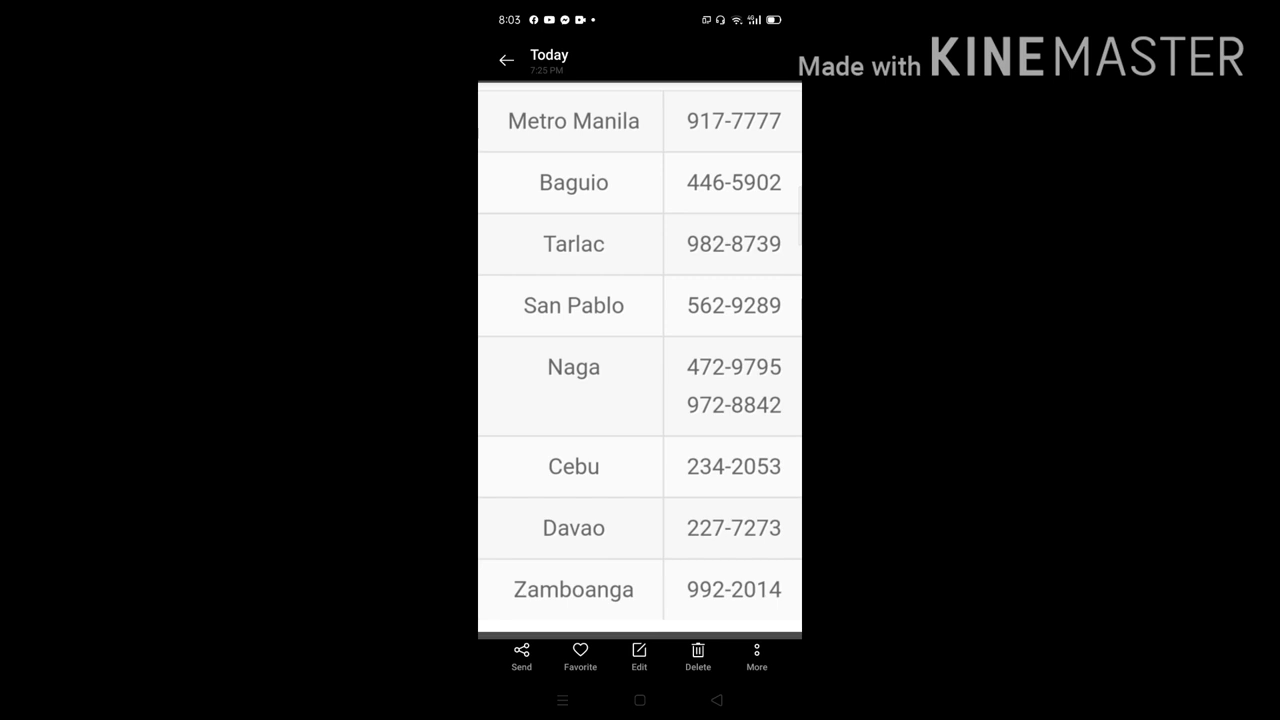 8:03
Today
7:25 PM
Made with KINEMASTER
Metro Manila 917-7777
Baguio 446-5902
Tarlac 982-8739
San Pablo 562-9289
Naga 472-9795
972-8842
Cebu 234-2053
Davao 227-7273
Zamboanga 992-2014
Send Favorite Edit Delete More